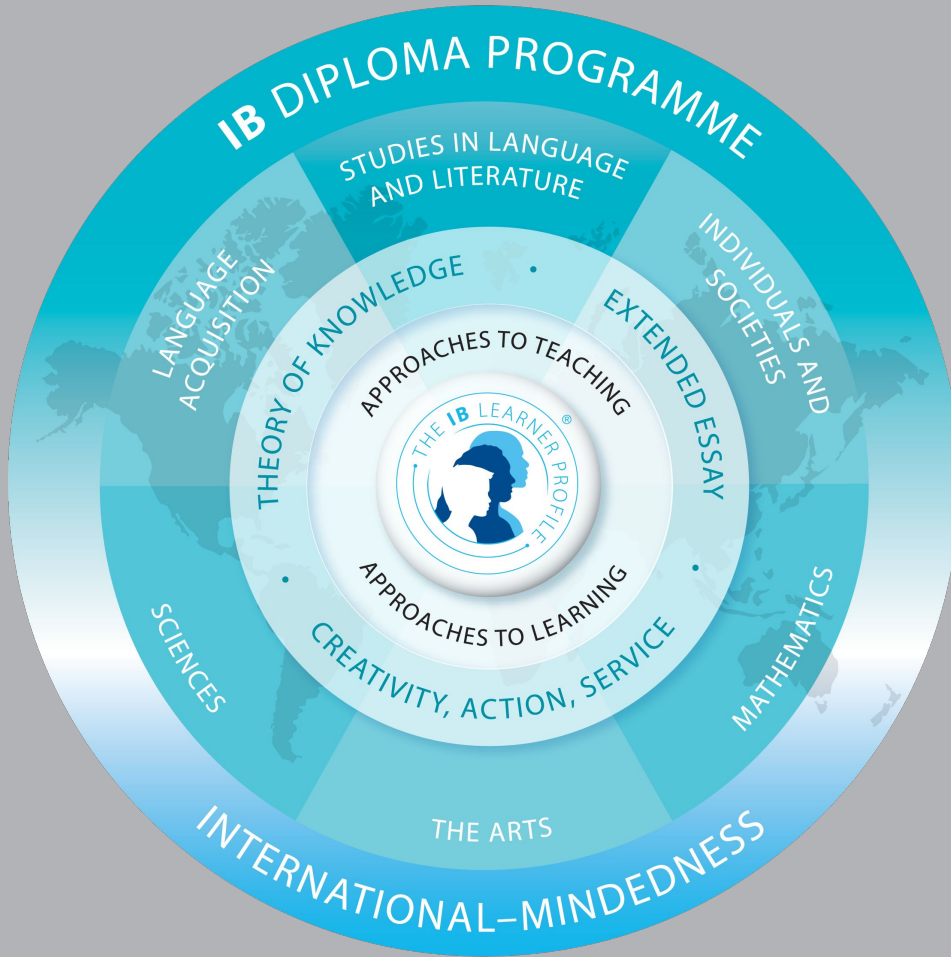 IB DIPLOMA PROGRAMME
STUDIES IN LANGUAGE
AND LITERATURE
LANGUAGE
ACQUISITION
INDIVIDUALS AND
SOCIETIES
THEORY OF KNOWLEDGE
EXTENDED ESSAY
APPROACHES TO TEACHING
THE IB LEARNER PROFILE ®
APPROACHES TO LEARNING
CREATIVITY, ACTION, SERVICE
SCIENCES
MATHEMATICS
THE ARTS
INTERNATIONAL–MINDEDNESS